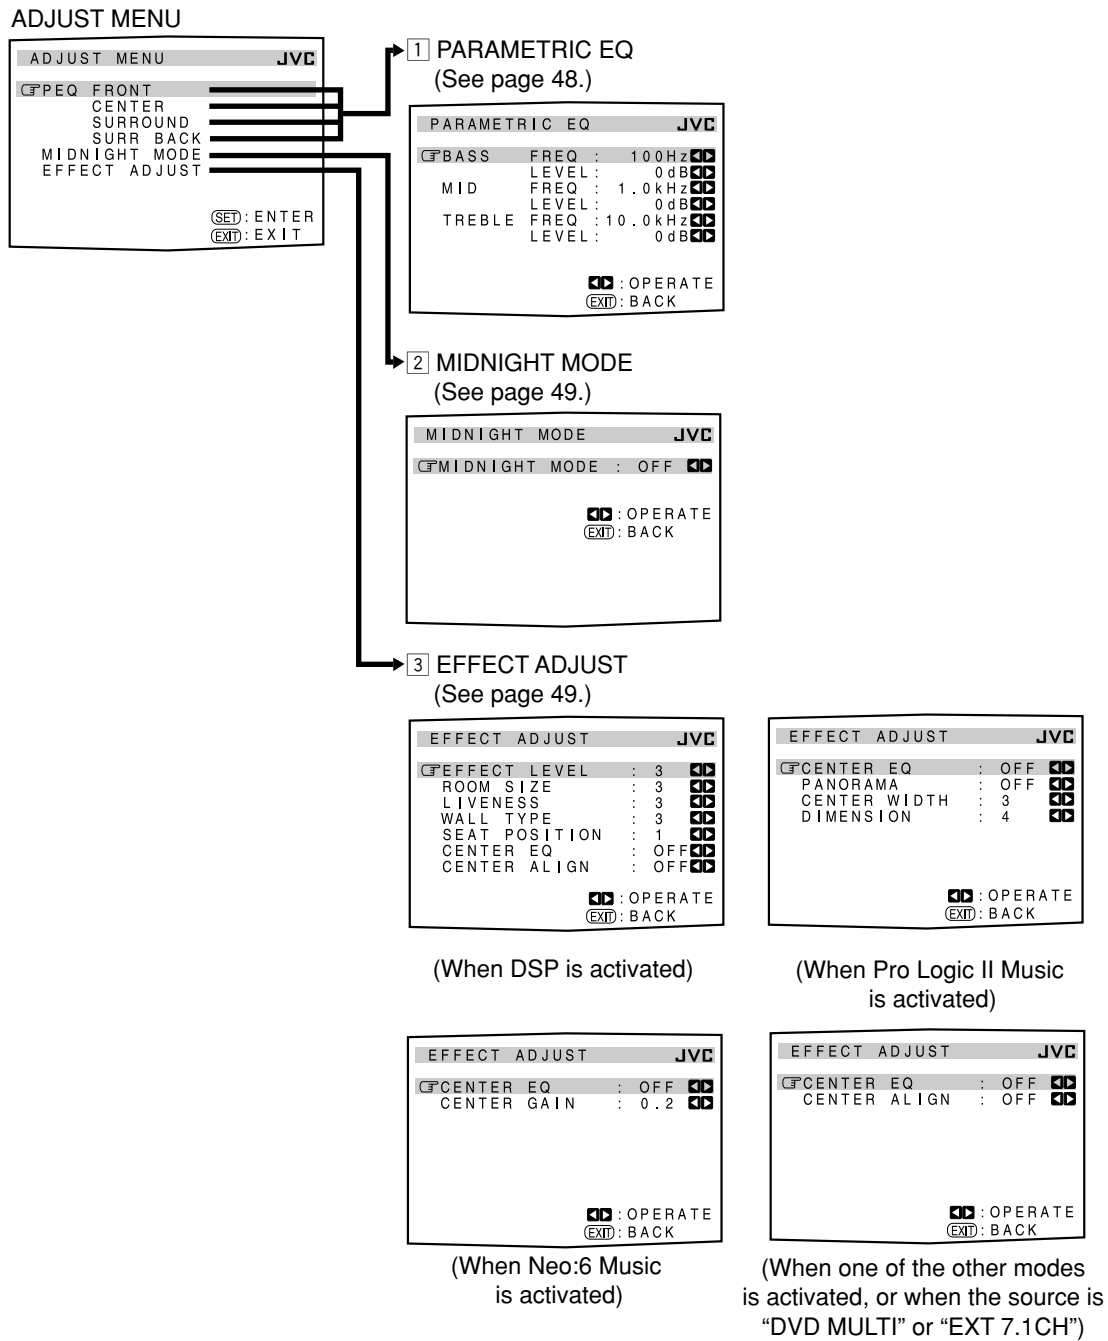 ADJUST MENU
ADJUST MENU JVC
PEQ FRONT
CENTER
SURROUND
SURR BACK
MIDNIGHT MODE
EFFECT ADJUST
SET : ENTER
EXIT : EXIT
1 PARAMETRIC EQ
(See page 48.)
PARAMETRIC EQ JVC
BASS FREQ : 100Hz
LEVEL : 0dB
MID FREQ : 1.0kHz
LEVEL : 0dB
TREBLE FREQ : 10.0kHz
LEVEL : 0dB
: OPERATE
EXIT : BACK
2 MIDNIGHT MODE
(See page 49.)
MIDNIGHT MODE JVC
MIDNIGHT MODE : OFF
: OPERATE
EXIT : BACK
3 EFFECT ADJUST
(See page 49.)
EFFECT ADJUST JVC
EFFECT LEVEL : 3
ROOM SIZE : 3
LIVENESS : 3
WALL TYPE : 3
SEAT POSITION : 1
CENTER EQ : OFF
CENTER ALIGN : OFF
: OPERATE
EXIT : BACK
(When DSP is activated)
EFFECT ADJUST JVC
CENTER EQ : OFF
PANORAMA : OFF
CENTER WIDTH : 3
DIMENSION : 4
: OPERATE
EXIT : BACK
(When Pro Logic II Music
is activated)
EFFECT ADJUST JVC
CENTER EQ : OFF
CENTER GAIN : 0.2
: OPERATE
EXIT : BACK
(When Neo:6 Music
is activated)
EFFECT ADJUST JVC
CENTER EQ : OFF
CENTER ALIGN : OFF
: OPERATE
EXIT : BACK
(When one of the other modes
is activated, or when the source is
“DVD MULTI” or “EXT 7.1CH”)